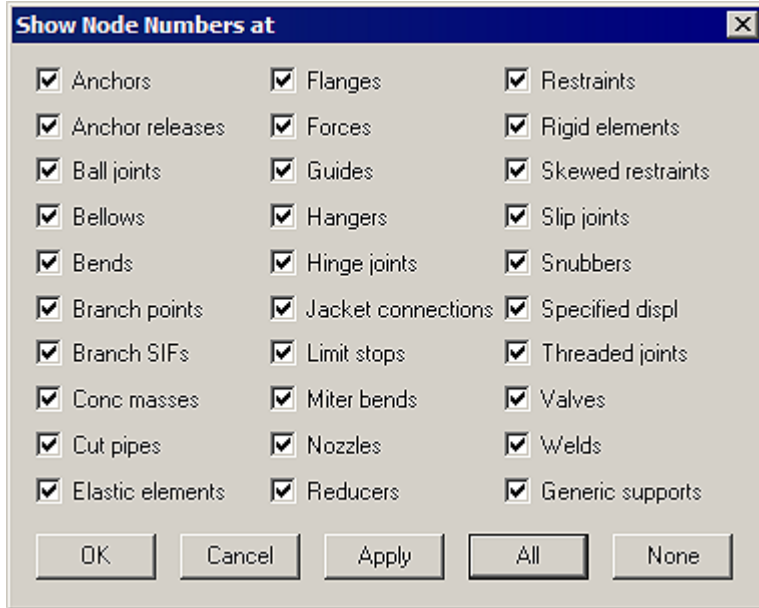 Show Node Numbers at
Anchors Flanges Restraints
Anchor releases Forces Rigid elements
Ball joints Guides Skewed restraints
Bellows Hangers Slip joints
Bends Hinge joints Snubbers
Branch points Jacket connections Specified displ
Branch SIFs Limit stops Threaded joints
Conc masses Miter bends Valves
Cut pipes Nozzles Welds
Elastic elements Reducers Generic supports
OK Cancel Apply All None